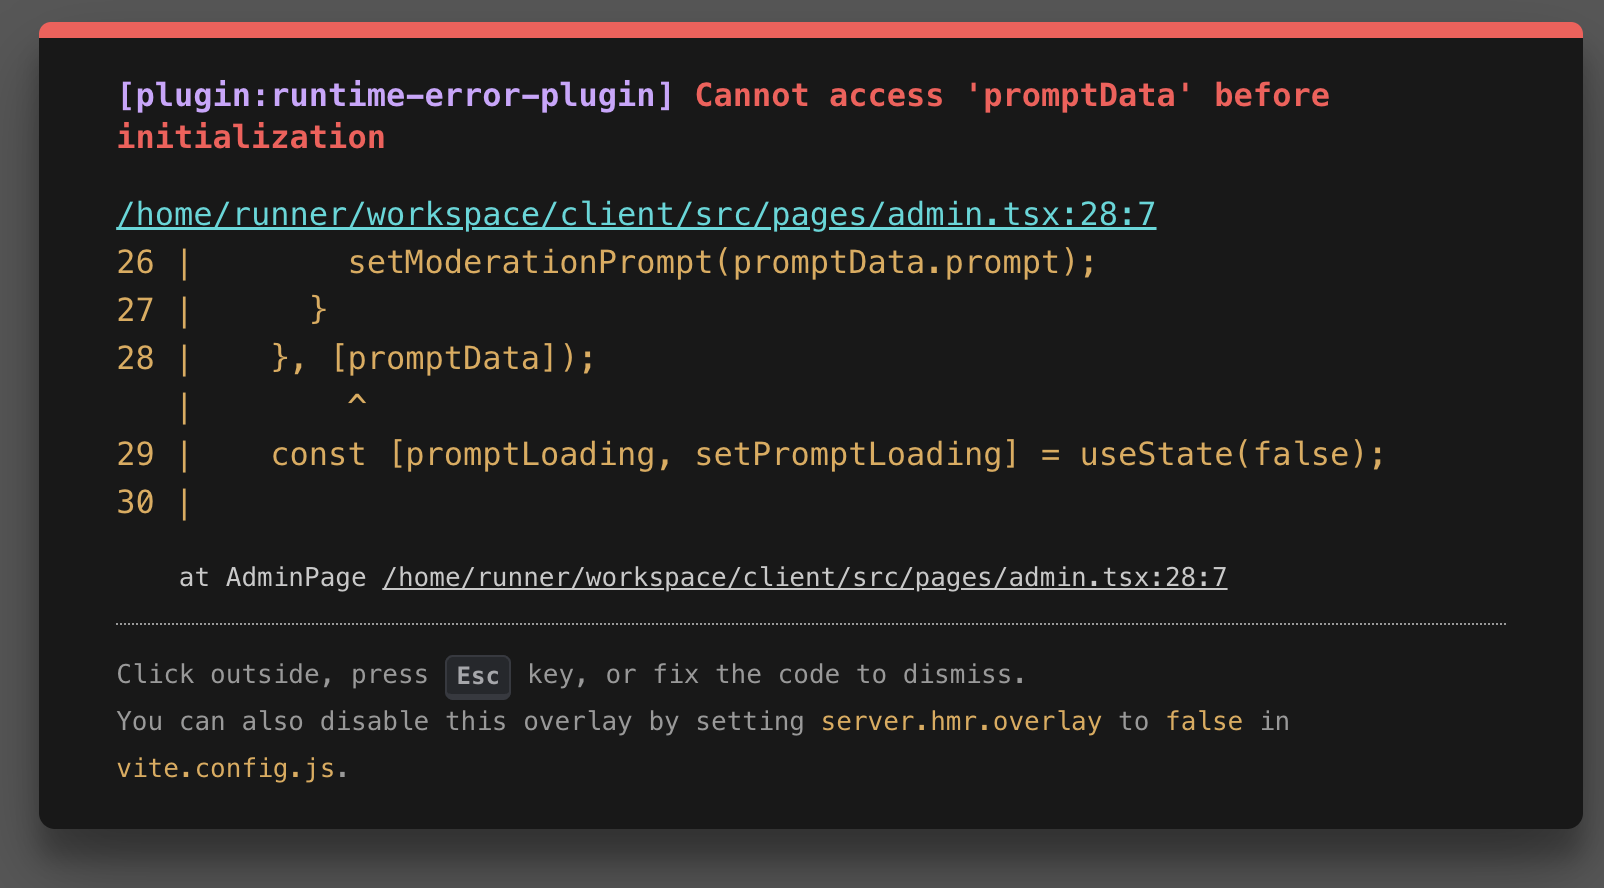 [plugin:runtime-error-plugin] Cannot access 'promptData' before
initialization
/home/runner/workspace/client/src/pages/admin.tsx:28:7
26 |        setModerationPrompt(promptData.prompt);
27 |      }
28 |    }, [promptData]);
   |        ^
29 |    const [promptLoading, setPromptLoading] = useState(false);
30 |
at AdminPage /home/runner/workspace/client/src/pages/admin.tsx:28:7
Click outside, press Esc key, or fix the code to dismiss.
You can also disable this overlay by setting server.hmr.overlay to false in
vite.config.js.